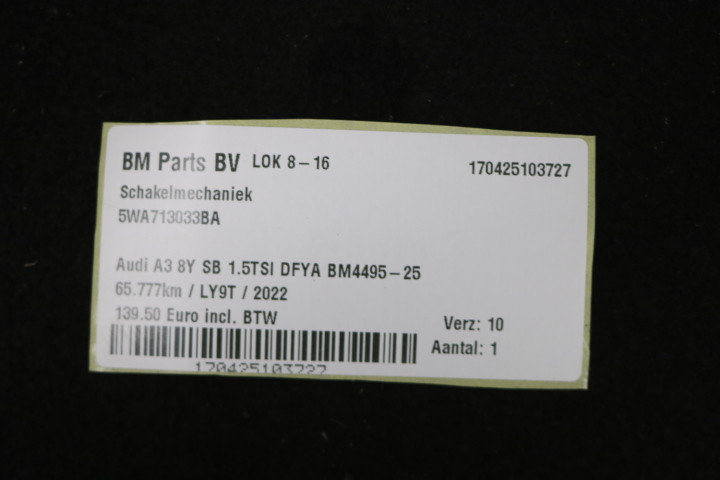 BM Parts BV LOK 8-16 170425103727
Schakelmechaniek
5WA713033BA
Audi A3 8Y SB 1.5TSI DFYA BM4495-25
65.777km / LY9T / 2022
139.50 Euro incl. BTW
Verz: 10
Aantal: 1
170425103727